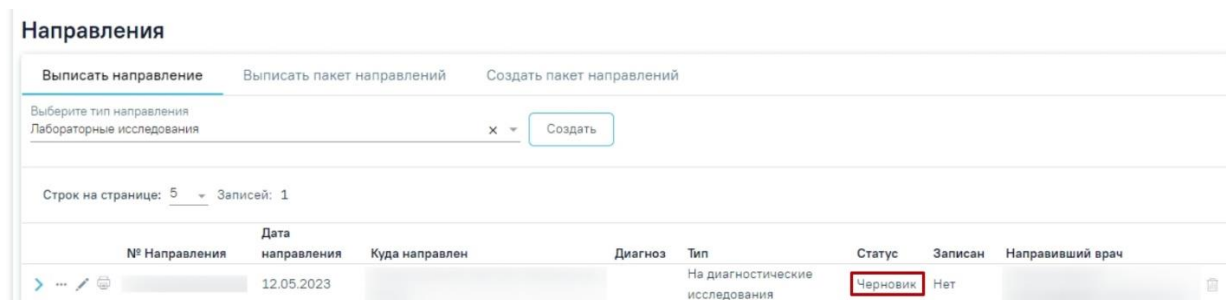 Направления
Выписать направление Выписать пакет направлений Создать пакет направлений
Выберите тип направления
Лабораторные исследования
Создать
Строк на странице: 5 Записей: 1
№ Направления Дата направления Куда направлен Диагноз Тип Статус Записан Направивший врач
12.05.2023 На диагностические исследования Черновик Нет